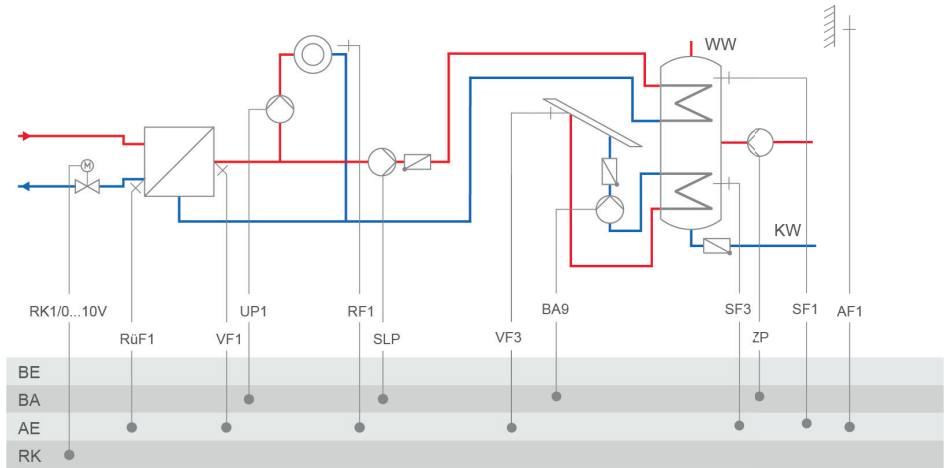 WW
M
KW
RK1/0...10V
UP1
RF1
BA9
SF3
SF1
AF1
RüF1
VF1
SLP
VF3
ZP
BE
BA
AE
RK